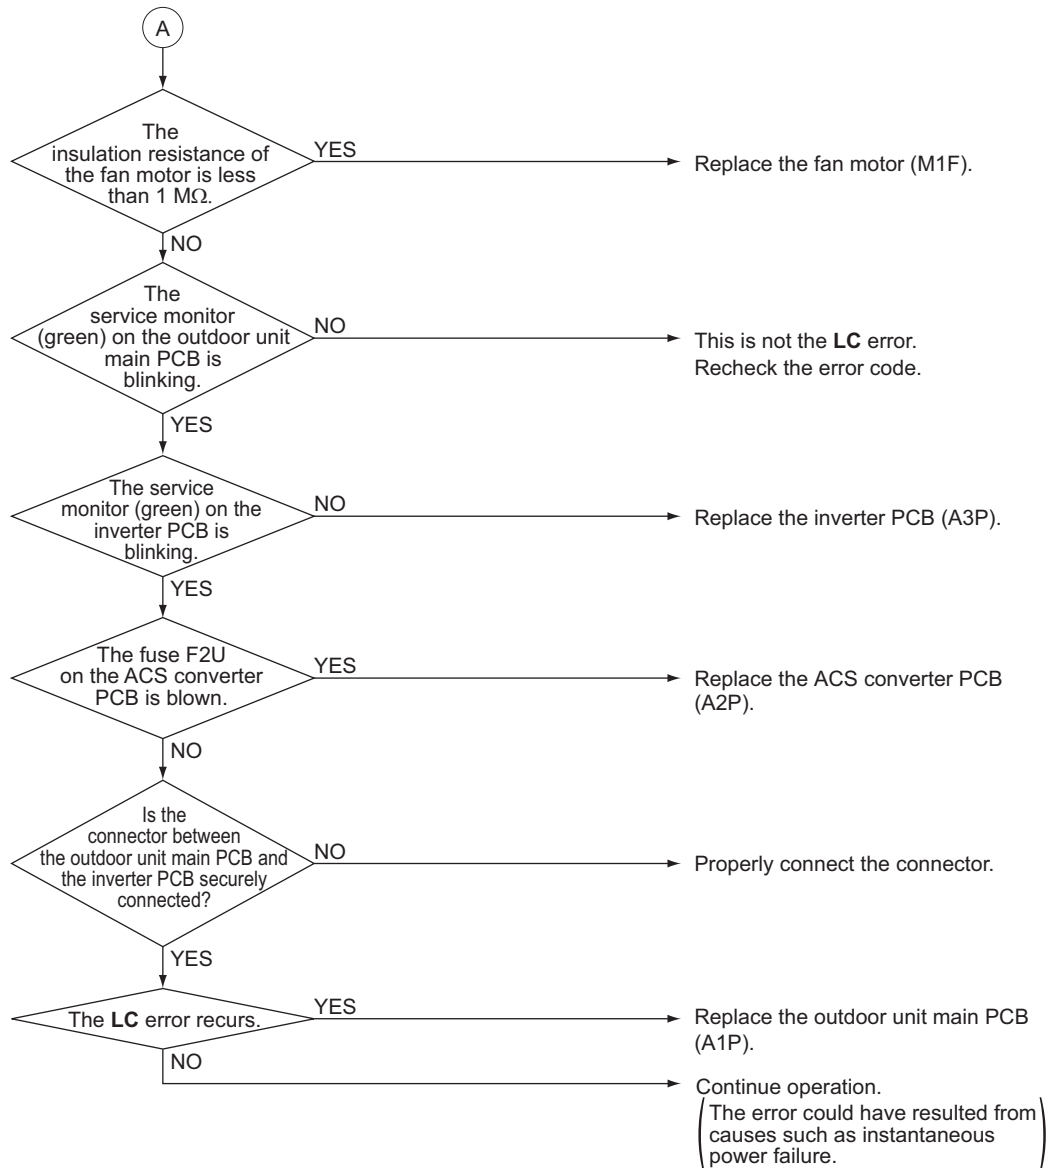 A
The
insulation resistance of
the fan motor is less
than 1 MΩ.
YES
Replace the fan motor (M1F).
NO
The
service monitor
(green) on the outdoor unit
main PCB is
blinking.
NO
This is not the LC error.
Recheck the error code.
YES
The service
monitor (green) on the
inverter PCB is
blinking.
NO
Replace the inverter PCB (A3P).
YES
The fuse F2U
on the ACS converter
PCB is blown.
YES
Replace the ACS converter PCB
(A2P).
NO
Is the
connector between
the outdoor unit main PCB and
the inverter PCB securely
connected?
NO
Properly connect the connector.
YES
The LC error recurs.
YES
Replace the outdoor unit main PCB
(A1P).
NO
Continue operation.
(The error could have resulted from
causes such as instantaneous
power failure.)